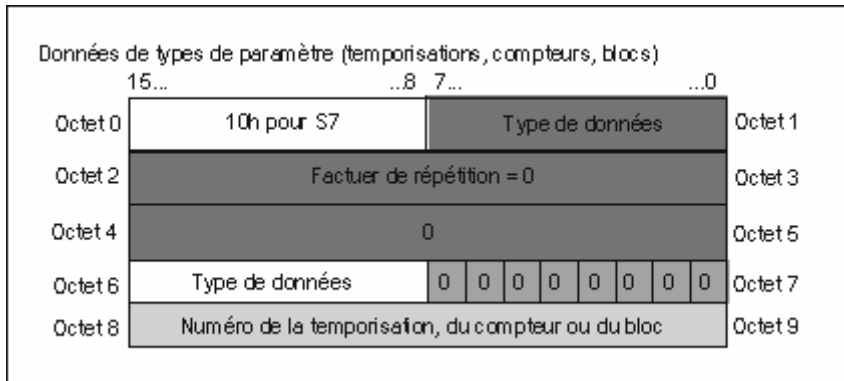 Données de types de paramètre (temporisations, compteurs, blocs)
15... ...8 7... ...0
Octet 0 10h pour S7 Type de données Octet 1
Octet 2 Factuer de répétition = 0 Octet 3
Octet 4 0 Octet 5
Octet 6 Type de données 0 0 0 0 0 0 0 0 Octet 7
Octet 8 Numéro de la temporisation, du compteur ou du bloc Octet 9